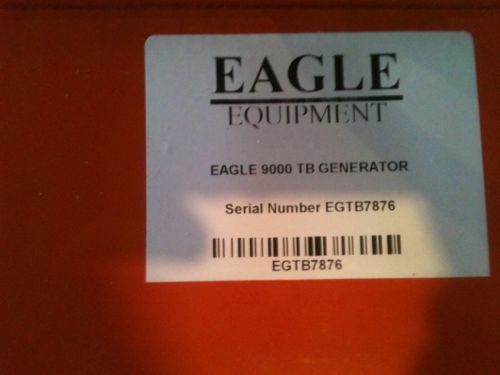 EAGLE
EQUIPMENT
EAGLE 9000 TB GENERATOR
Serial Number EGTB7876
EGTB7876